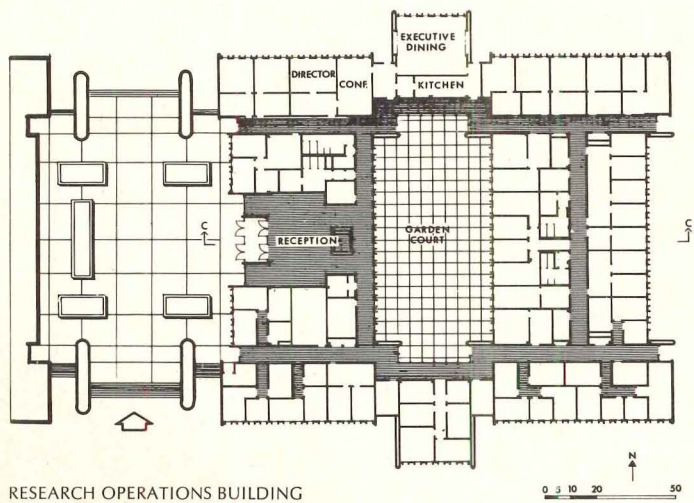 EXECUTIVE
DINING
DIRECTOR
CONF.
KITCHEN
C
C
RECEPTION
GARDEN
COURT
N
RESEARCH OPERATIONS BUILDING
0 5 10 20 50